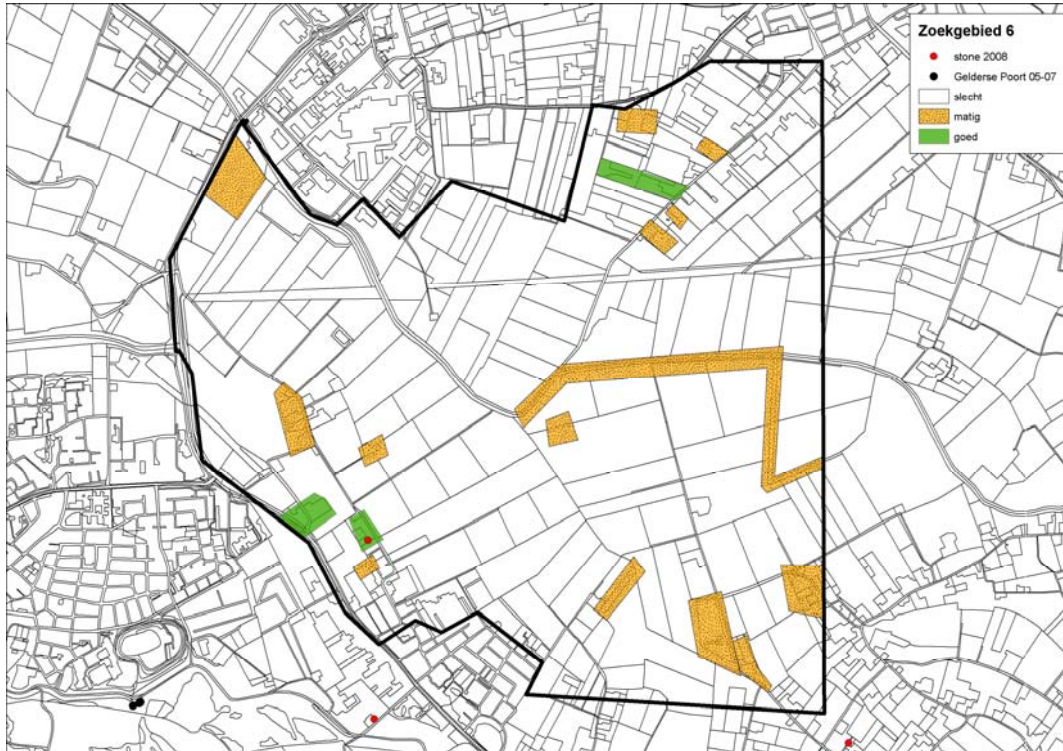 Zoekgebied 6
stone 2008
Gelderse Poort 05-07
slecht
matig
goed